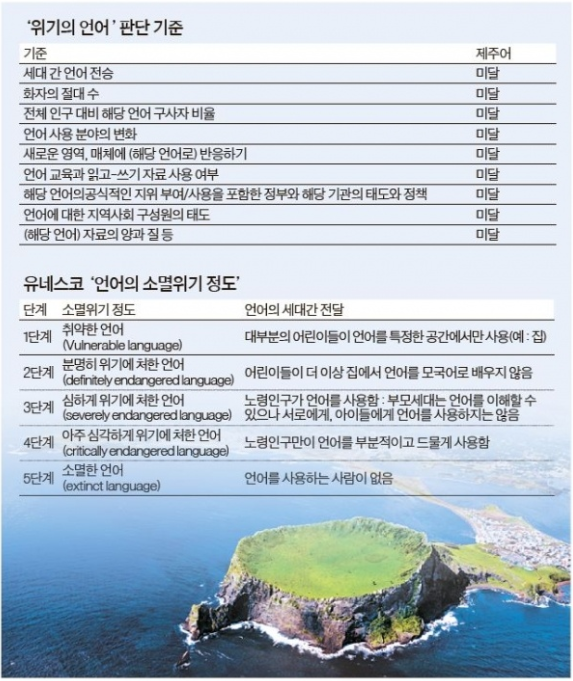 ‘위기의 언어’ 판단 기준
기준 제주어
세대 간 언어 전승 미달
화자의 절대 수 미달
전체 인구 대비 해당 언어 구사자 비율 미달
언어 사용 분야의 변화 미달
새로운 영역, 매체에 (해당 언어로) 반응하기 미달
언어 교육과 읽고-쓰기 자료 사용 여부 미달
해당 언어의공식적인 지위 부여/사용을 포함한 정부와 해당 기관의 태도와 정책 미달
언어에 대한 지역사회 구성원의 태도 미달
(해당 언어) 자료의 양과 질 등 미달
유네스코 ‘언어의 소멸위기 정도’
단계 소멸위기 정도 언어의 세대간 전달
1단계 취약한 언어
(Vulnerable language) 대부분의 어린이들이 언어를 특정한 공간에서만 사용(예 : 집)
2단계 분명히 위기에 처한 언어
(definitely endangered language) 어린이들이 더 이상 집에서 언어를 모국어로 배우지 않음
3단계 심하게 위기에 처한 언어
(severely endangered language) 노령인구가 언어를 사용함 : 부모세대는 언어를 이해할 수
있으나 서로에게, 아이들에게 언어를 사용하지는 않음
4단계 아주 심각하게 위기에 처한 언어
(critically endangered language) 노령인구만이 언어를 부분적이고 드물게 사용함
5단계 소멸한 언어
(extinct language) 언어를 사용하는 사람이 없음